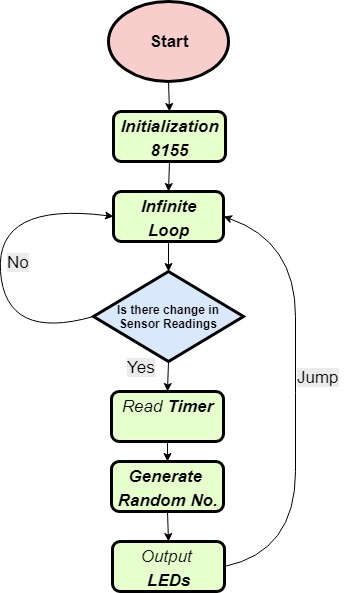 Start
Initialization
8155
Infinite
Loop
Is there change in
Sensor Readings
No
Yes
Read Timer
Generate
Random No.
Output
LEDs
Jump